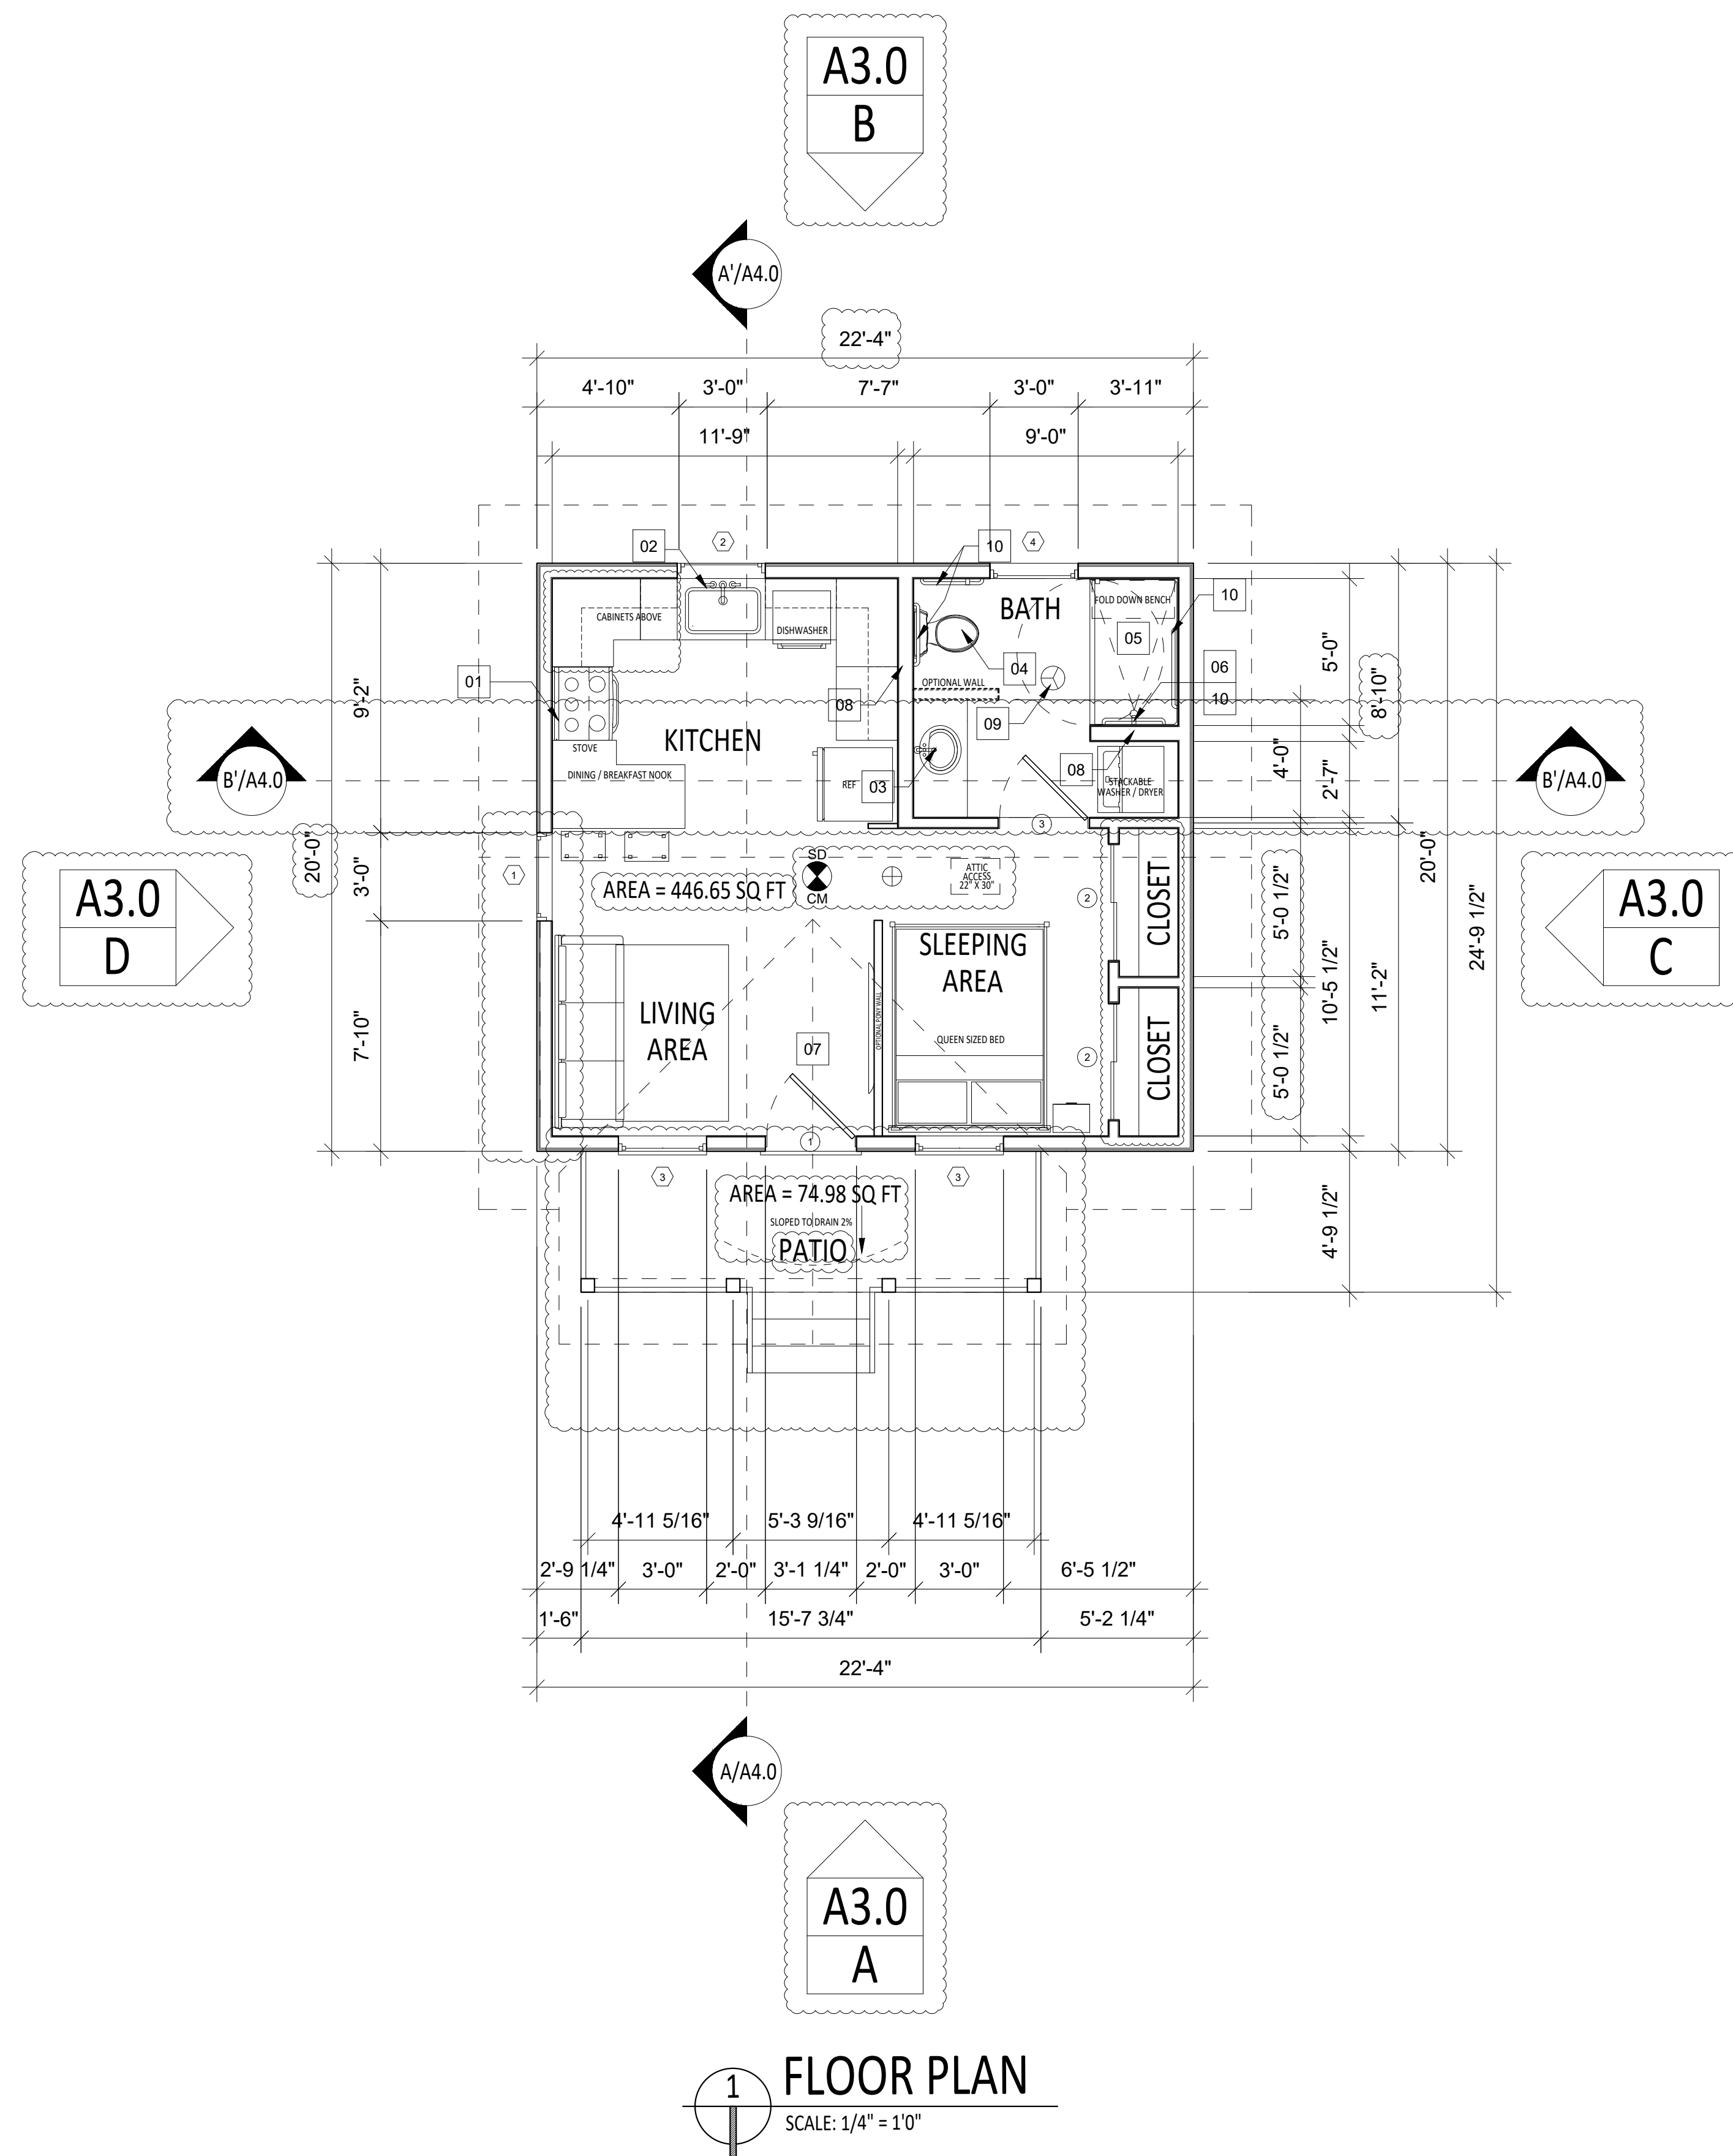 A3.0
B
A'/A4.0
22'-4"
4'-10"
3'-0"
7'-7"
3'-0"
3'-11"
11'-9"
9'-0"
02
2
10
4
CABINETS ABOVE
DISHWASHER
BATH
FOLD DOWN BENCH
10
05
04
06
10
01
OPTIONAL WALL
08
09
KITCHEN
STOVE
DINING / BREAKFAST NOOK
REF
03
08
STACKABLE
WASHER / DRYER
3
B'/A4.0
B'/A4.0
9'-2"
3'-0"
7'-10"
20'-0"
5'-0"
8'-10"
4'-0"
2'-7"
20'-0"
5'-0 1/2"
10'-5 1/2"
11'-2"
24'-9 1/2"
5'-0 1/2"
4'-9 1/2"
A3.0
D
A3.0
C
1
AREA = 446.65 SQ FT
SD
CM
ATTIC
ACCESS
22" X 30"
2
CLOSET
SLEEPING
AREA
LIVING
AREA
OPTIONAL PONY WALL
QUEEN SIZED BED
07
2
CLOSET
1
3
3
AREA = 74.98 SQ FT
SLOPED TO DRAIN 2%
PATIO
4'-11 5/16"
5'-3 9/16"
4'-11 5/16"
2'-9 1/4"
3'-0"
2'-0"
3'-1 1/4"
2'-0"
3'-0"
6'-5 1/2"
1'-6"
15'-7 3/4"
5'-2 1/4"
22'-4"
A/A4.0
A3.0
A
1
FLOOR PLAN
SCALE: 1/4" = 1'0"